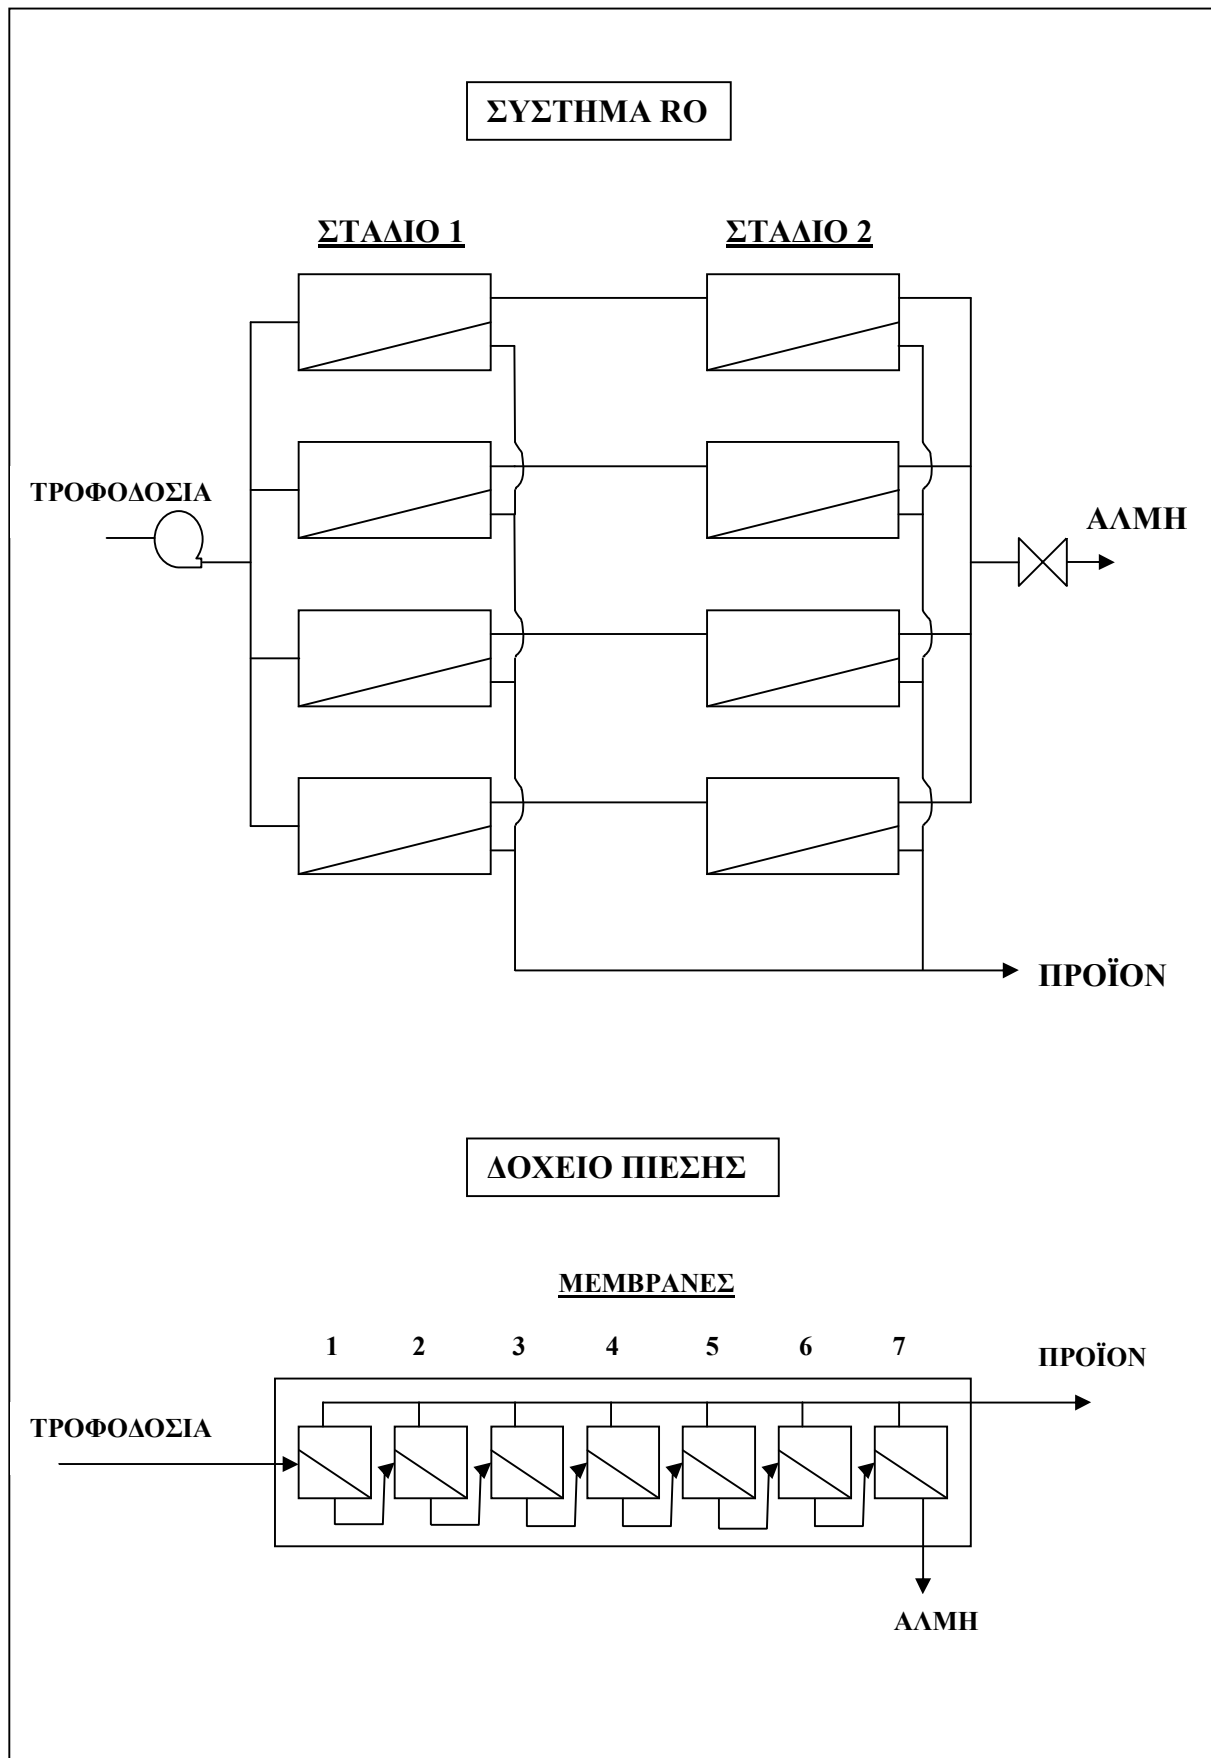 ΣΥΣΤΗΜΑ RO
ΣΤΑΔΙΟ 1 ΣΤΑΔΙΟ 2
ΤΡΟΦΟΔΟΣΙΑ
ΑΛΜΗ
ΠΡΟΪΟΝ
ΔΟΧΕΙΟ ΠΙΕΣΗΣ
ΜΕΜΒΡΑΝΕΣ
1 2 3 4 5 6 7
ΠΡΟΪΟΝ
ΤΡΟΦΟΔΟΣΙΑ
ΑΛΜΗ